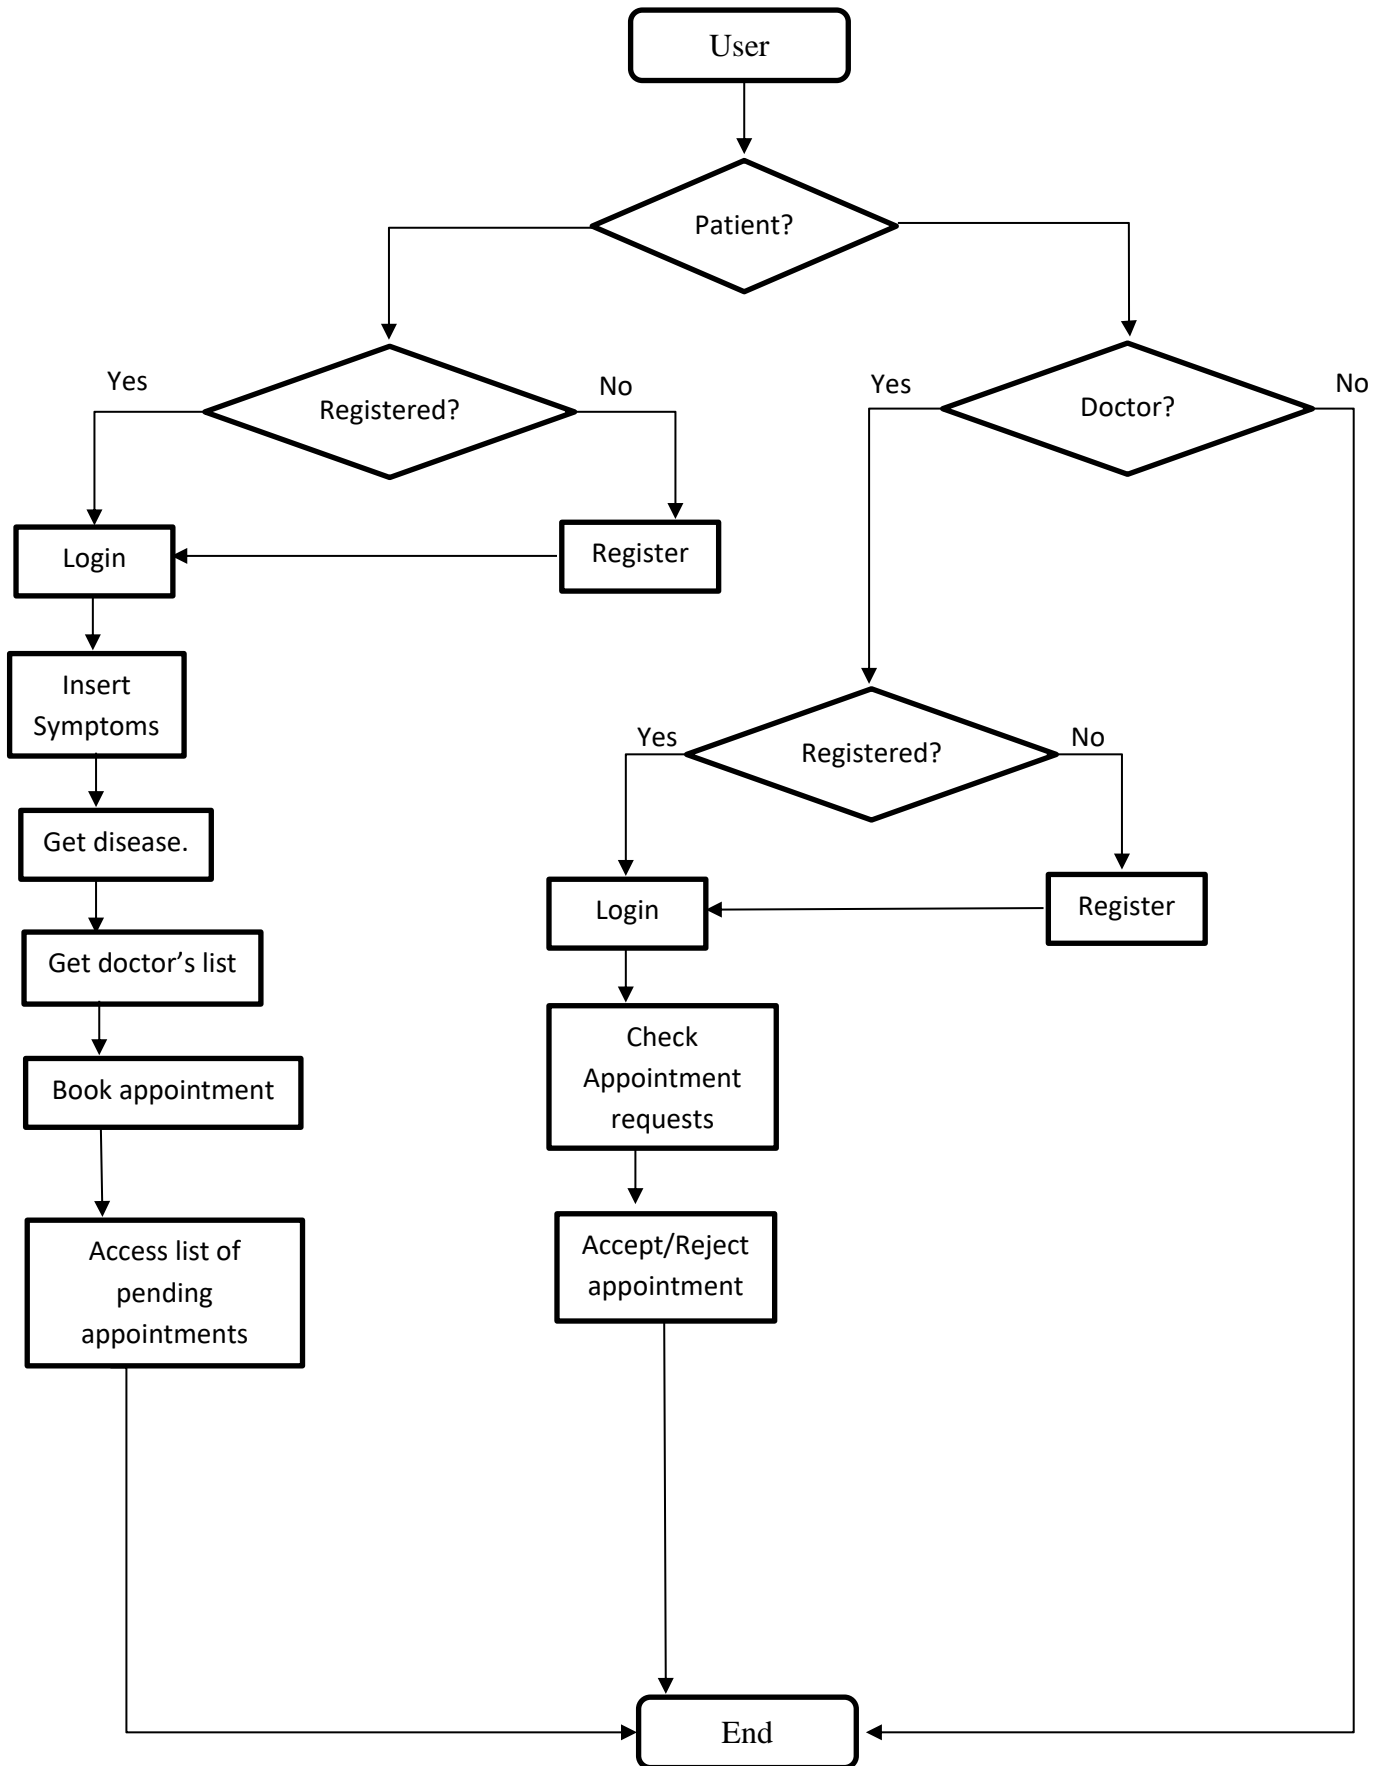 User
Patient?
Yes
Registered?
No
Yes
Doctor?
No
Login
Register
Insert
Symptoms
Yes
Registered?
No
Get disease.
Login
Register
Get doctor’s list
Check
Appointment
requests
Book appointment
Access list of
pending
appointments
Accept/Reject
appointment
End